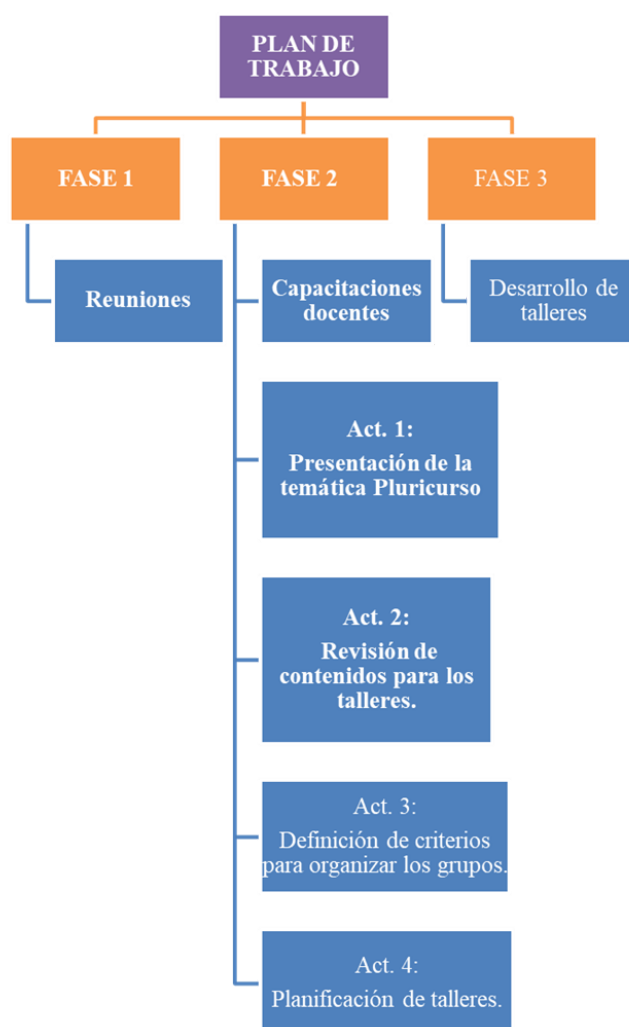 PLAN DE
TRABAJO
FASE 1
FASE 2
FASE 3
Reuniones
Capacitaciones
docentes
Desarrollo de
talleres
Act. 1:
Presentación de la
temática Pluricurso
Act. 2:
Revisión de
contenidos para los
talleres.
Act. 3:
Definición de criterios
para organizar los grupos.
Act. 4:
Planificación de talleres.